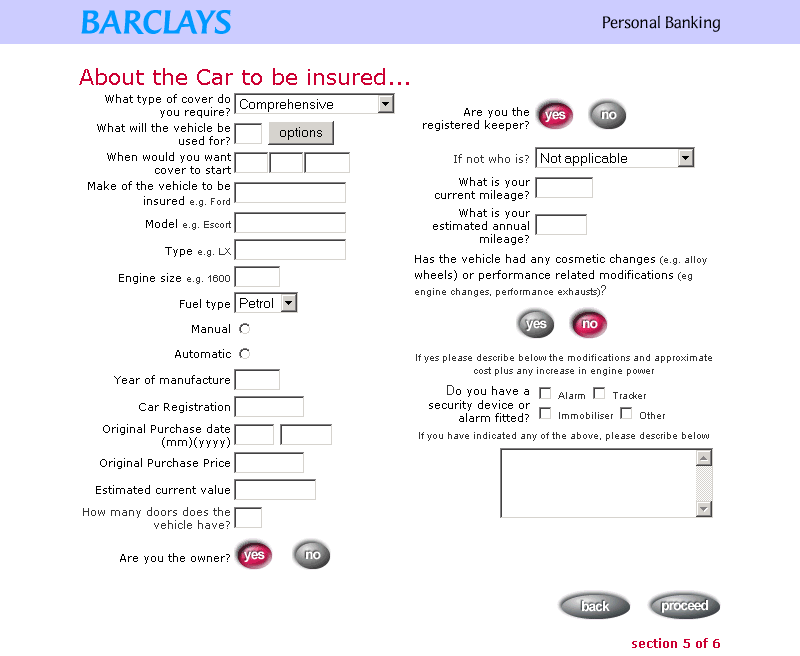 BARCLAYS
Personal Banking
About the Car to be insured...
What type of cover do
you require?
Comprehensive
What will the vehicle be
used for?
options
When would you want
cover to start
Make of the vehicle to be
insured e.g. Ford
Model e.g. Escort
Type e.g. LX
Engine size e.g. 1600
Fuel type
Petrol
Manual
Automatic
Year of manufacture
Car Registration
Original Purchase date
(mm)(yyyy)
Original Purchase Price
Estimated current value
How many doors does the
vehicle have?
Are you the owner?
yes
no
Are you the
registered keeper?
yes
no
If not who is?
Not applicable
What is your
current mileage?
What is your
estimated annual
mileage?
Has the vehicle had any cosmetic changes (e.g. alloy
wheels) or performance related modifications (eg
engine changes, performance exhausts)?
yes
no
If yes please describe below the modifications and approximate
cost plus any increase in engine power
Do you have a
security device or
alarm fitted?
Alarm
Tracker
Immobiliser
Other
If you have indicated any of the above, please describe below
back
proceed
section 5 of 6